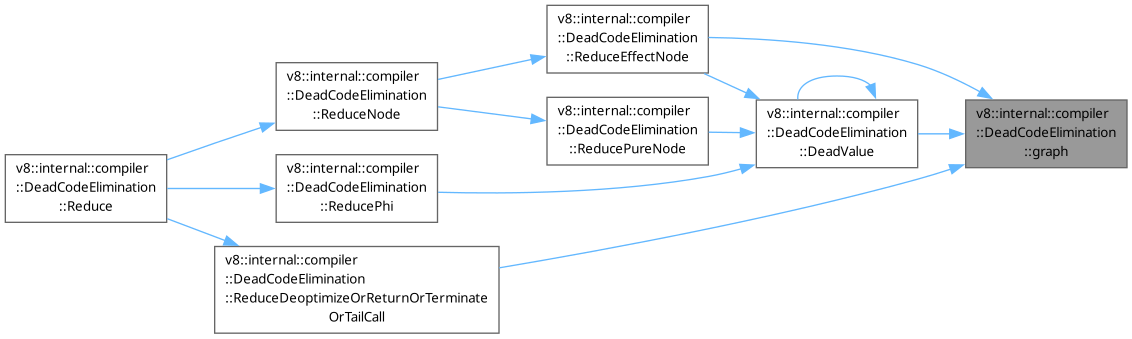 v8::internal::compiler
::DeadCodeElimination
::Reduce
v8::internal::compiler
::DeadCodeElimination
::ReduceNode
v8::internal::compiler
::DeadCodeElimination
::ReducePhi
v8::internal::compiler
::DeadCodeElimination
::ReduceDeoptimizeOrReturnOrTerminate
OrTailCall
v8::internal::compiler
::DeadCodeElimination
::ReduceEffectNode
v8::internal::compiler
::DeadCodeElimination
::ReducePureNode
v8::internal::compiler
::DeadCodeElimination
::DeadValue
v8::internal::compiler
::DeadCodeElimination
::graph